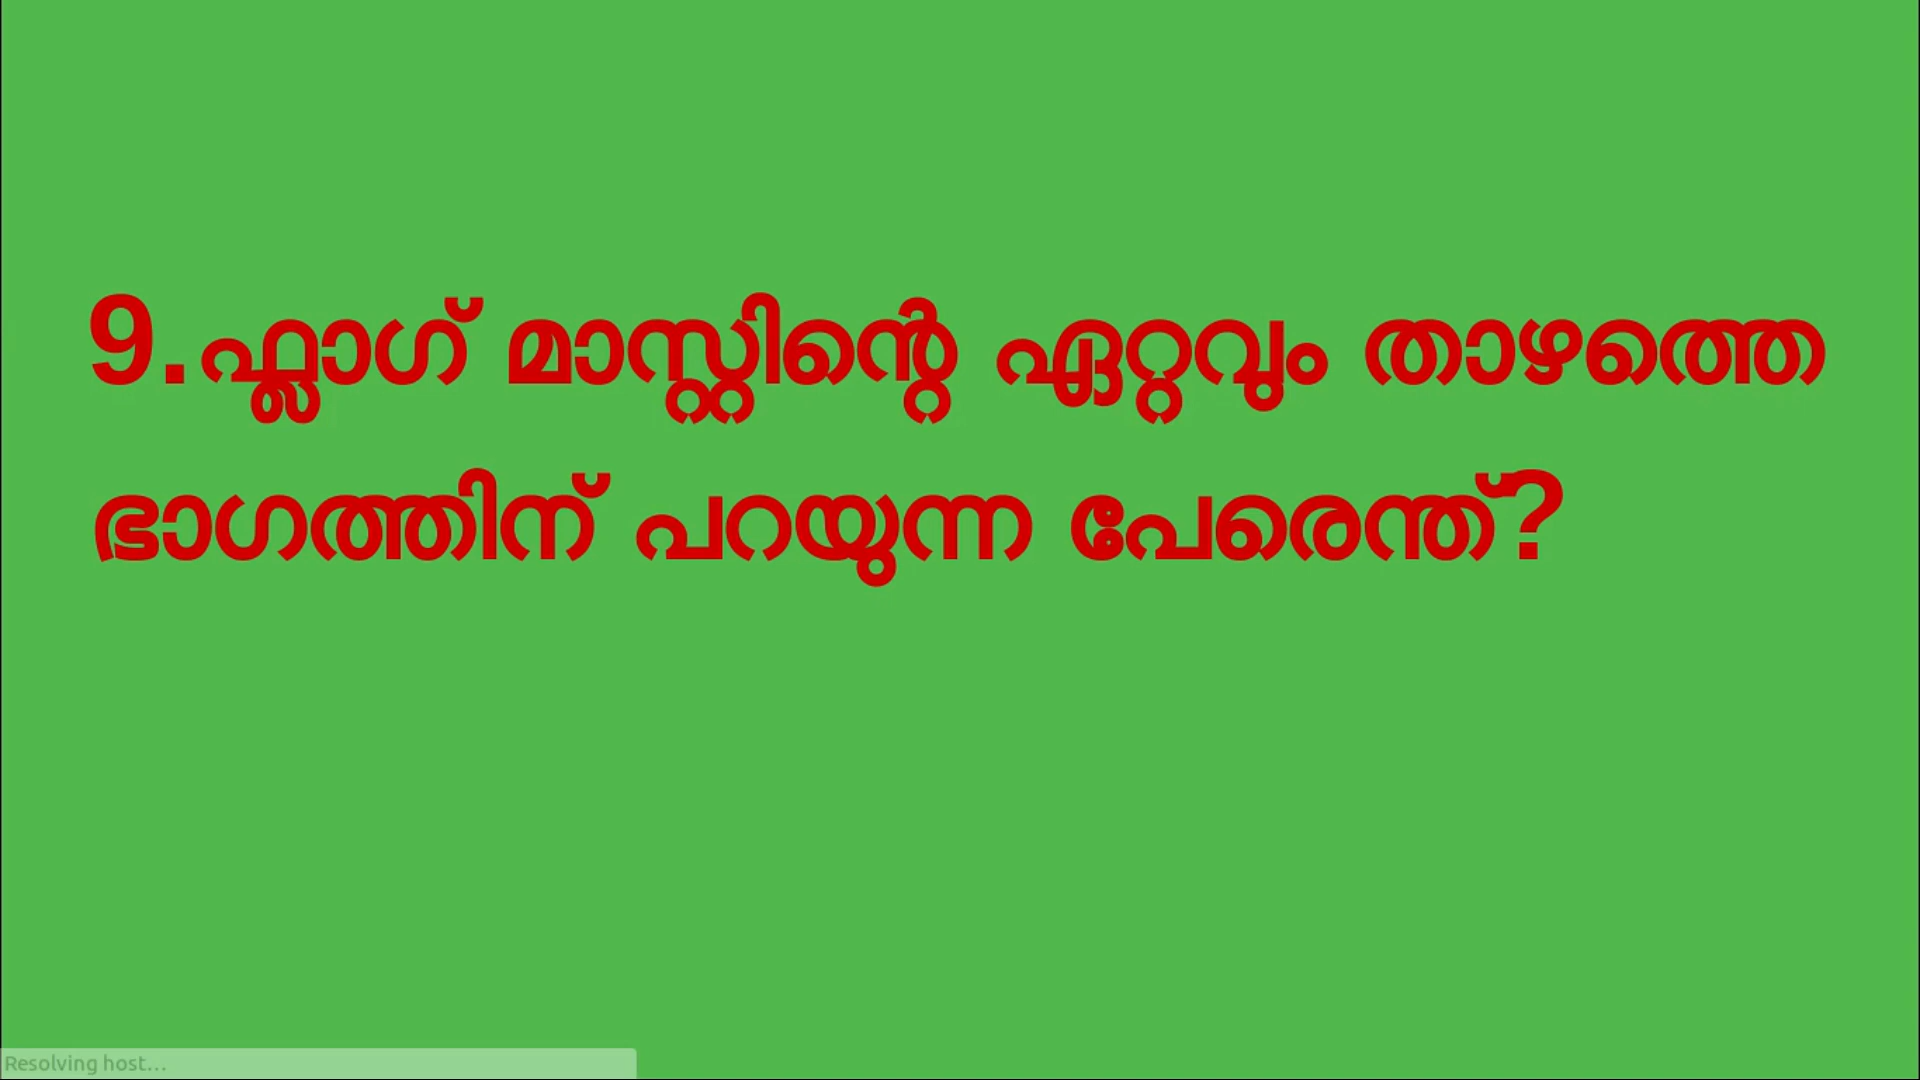 9.ഫ്ലാഗ് മാസ്റ്റിന്റെ ഏറ്റവും താഴത്തെ
ഭാഗത്തിന് പറയുന്ന പേരെന്ത്?
Resolving host...